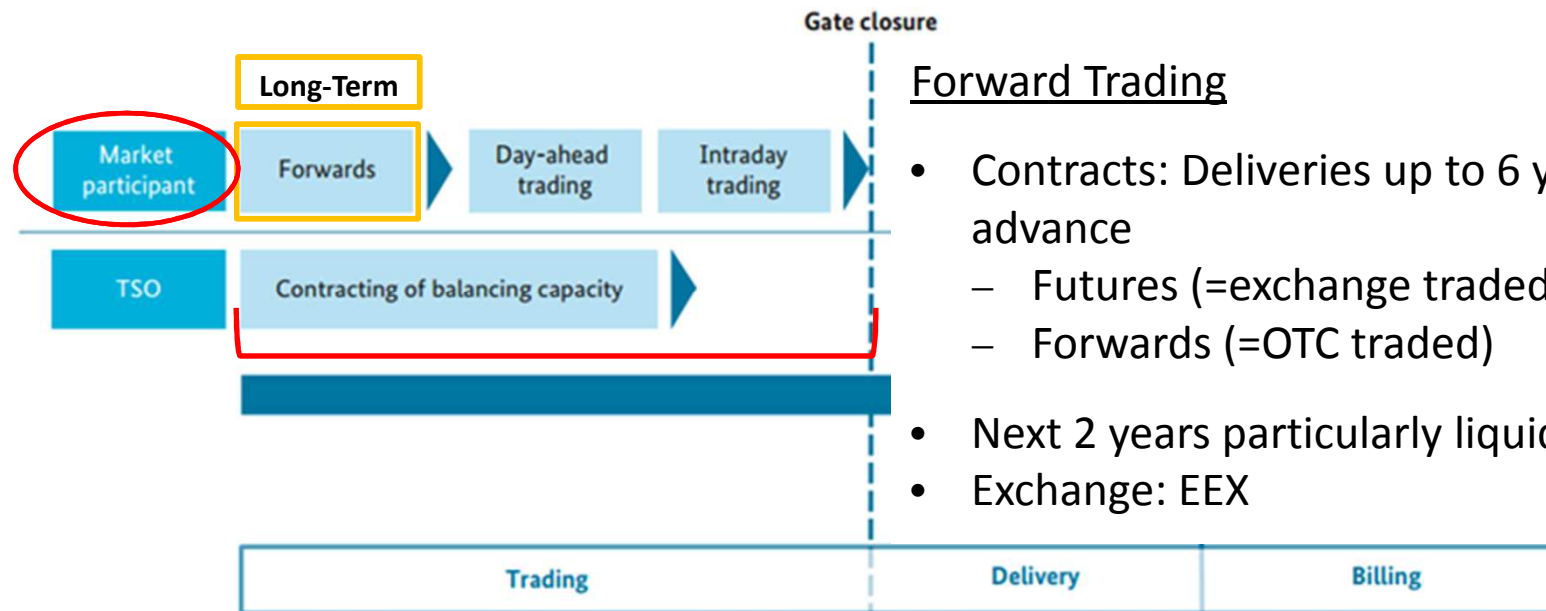 Gate closure
Long-Term
Market
participant
Forwards
Day-ahead
trading
Intraday
trading
TSO
Contracting of balancing capacity
Forward Trading
• Contracts: Deliveries up to 6
advance
– Futures (=exchange traded
– Forwards (=OTC traded)
• Next 2 years particularly
• Exchange: EEX
Trading
Delivery
Billing